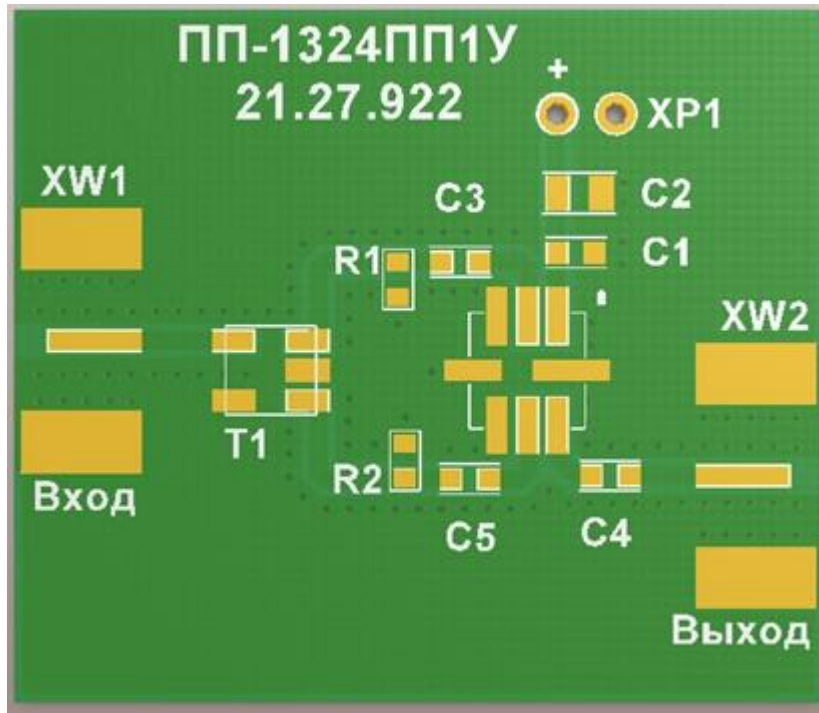 ПП-1324ПП1У
21.27.922
+
XP1
XW1
C3
C2
R1
C1
XW2
T1
R2
Вход
C5
C4
Выход